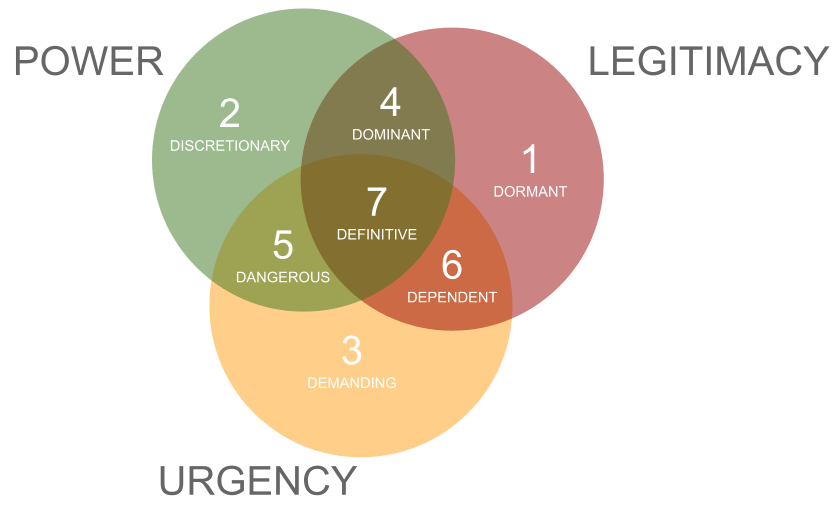 POWER
LEGITIMACY
2
DISCRETIONARY
4
DOMINANT
1
DORMANT
7
DEFINITIVE
5
DANGEROUS
6
DEPENDENT
3
DEMANDING
URGENCY